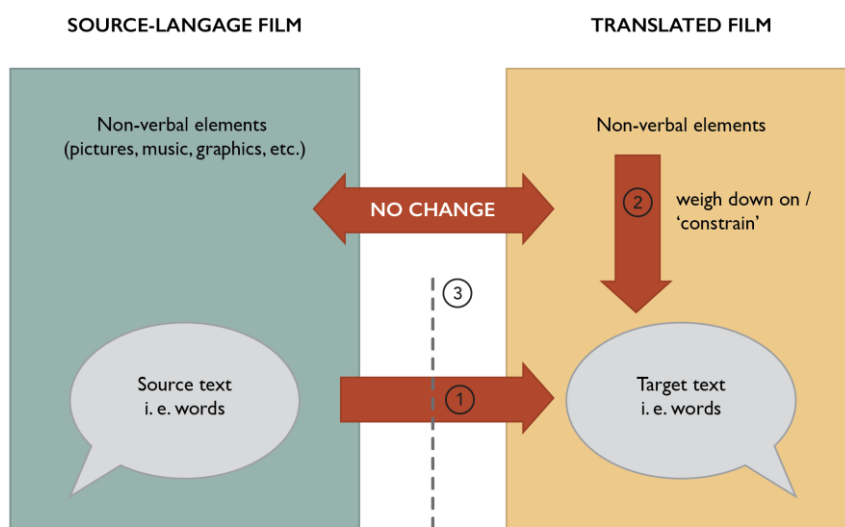 SOURCE-LANGAGE FILM
TRANSLATED FILM
Non-verbal elements
(pictures, music, graphics, etc.)
Non-verbal elements
NO CHANGE
2
weigh down on /
‘constrain’
3
Source text
i. e. words
1
Target text
i. e. words